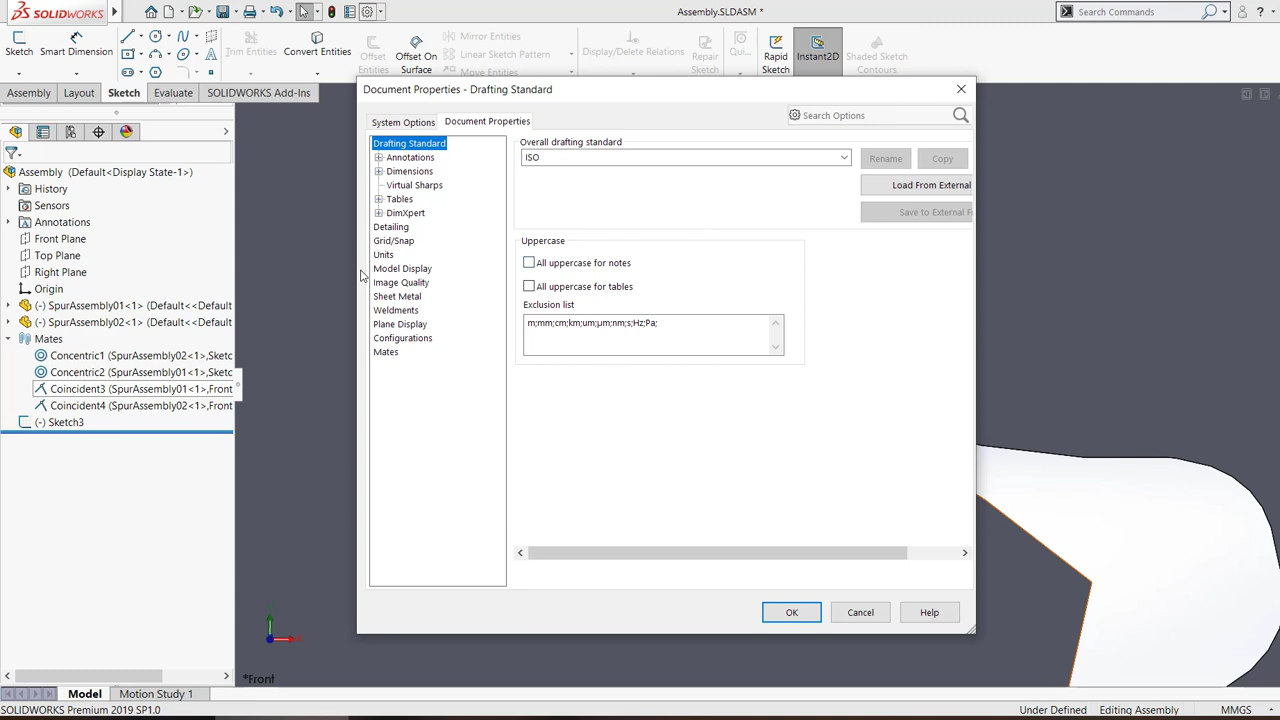 SOLIDWORKS
Assembly.SLDASM *
Search Commands
Sketch
Smart Dimension
Trim Entities
Convert Entities
Offset Entities
Offset On Surface
Mirror Entities
Linear Sketch Pattern
Move Entities
Display/Delete Relations
Repair Sketch
Qui...
Rapid Sketch
Instant2D
Shaded Sketch Contours
Assembly
Layout
Sketch
Evaluate
SOLIDWORKS Add-Ins
Assembly (Default<Display State-1>)
History
Sensors
Annotations
Front Plane
Top Plane
Right Plane
Origin
(-) SpurAssembly01<1> (Default<<Default
(-) SpurAssembly02<1> (Default<<Default
Mates
Concentric1 (SpurAssembly02<1>,Sketc
Concentric2 (SpurAssembly01<1>,Sketc
Coincident3 (SpurAssembly01<1>,Front
Coincident4 (SpurAssembly02<1>,Front
(-) Sketch3
Document Properties - Drafting Standard
System Options
Document Properties
Search Options
Drafting Standard
Annotations
Dimensions
Virtual Sharps
Tables
DimXpert
Detailing
Grid/Snap
Units
Model Display
Image Quality
Sheet Metal
Weldments
Plane Display
Configurations
Mates
Overall drafting standard
ISO
Rename
Copy
Load From External
Save to External F
Uppercase
All uppercase for notes
All uppercase for tables
Exclusion list
m;mm;cm;km;um;µm;nm;s;Hz;Pa;
OK
Cancel
Help
*Front
Model
Motion Study 1
SOLIDWORKS Premium 2019 SP1.0
Under Defined
Editing Assembly
MMGS